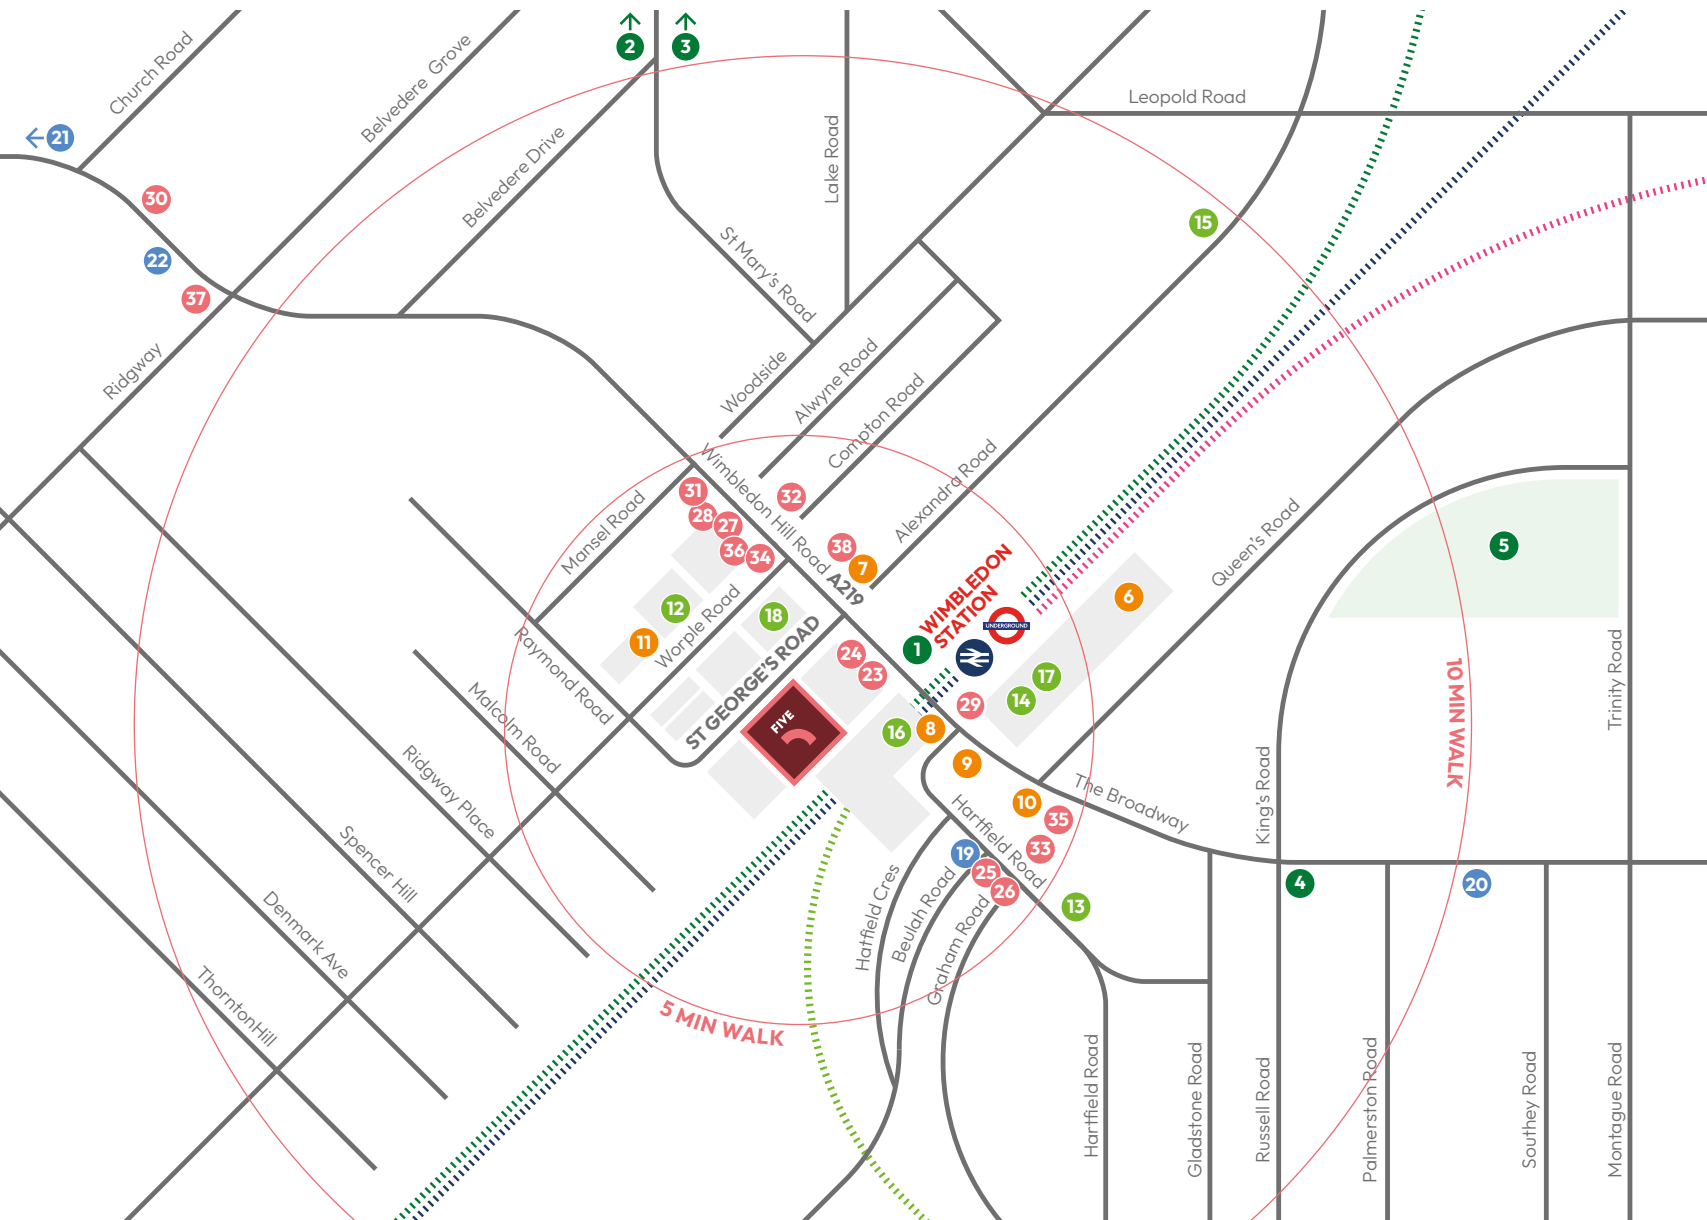 2
3
Church Road
Belvedere Grove
Leopold Road
21
Belvedere Drive
Lake Road
30
15
22
St Mary's Road
37
Ridgway
Woodside
Alwyne Road
Compton Road
Wimbledon Hill Road
A219
Alexandra Road
31
32
28
27
36
34
38
7
Mansel Road
Queen's Road
5
WIMBLEDON
STATION
UNDERGROUND
6
12
18
11
Worple Road
ST GEORGE'S ROAD
1
24
23
17
14
29
Raymond Road
Malcolm Road
FIVE
16
8
9
10
35
33
The Broadway
King's Road
10 MIN WALK
Trinity Road
Ridgway Place
Spencer Hill
Denmark Ave
ThorntonHill
Hartfield Road
19
25
26
13
4
20
Hatfield Cres
Beulah Road
Graham Road
5 MIN WALK
Hartfield Road
Gladstone Road
Russell Road
Palmerston Road
Southey Road
Montague Road